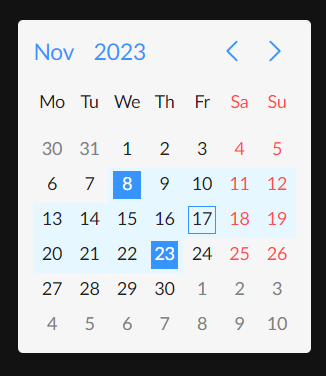 Nov 2023
Mo Tu We Th Fr Sa Su
30 31 1 2 3 4 5
6 7 8 9 10 11 12
13 14 15 16 17 18 19
20 21 22 23 24 25 26
27 28 29 30 1 2 3
4 5 6 7 8 9 10